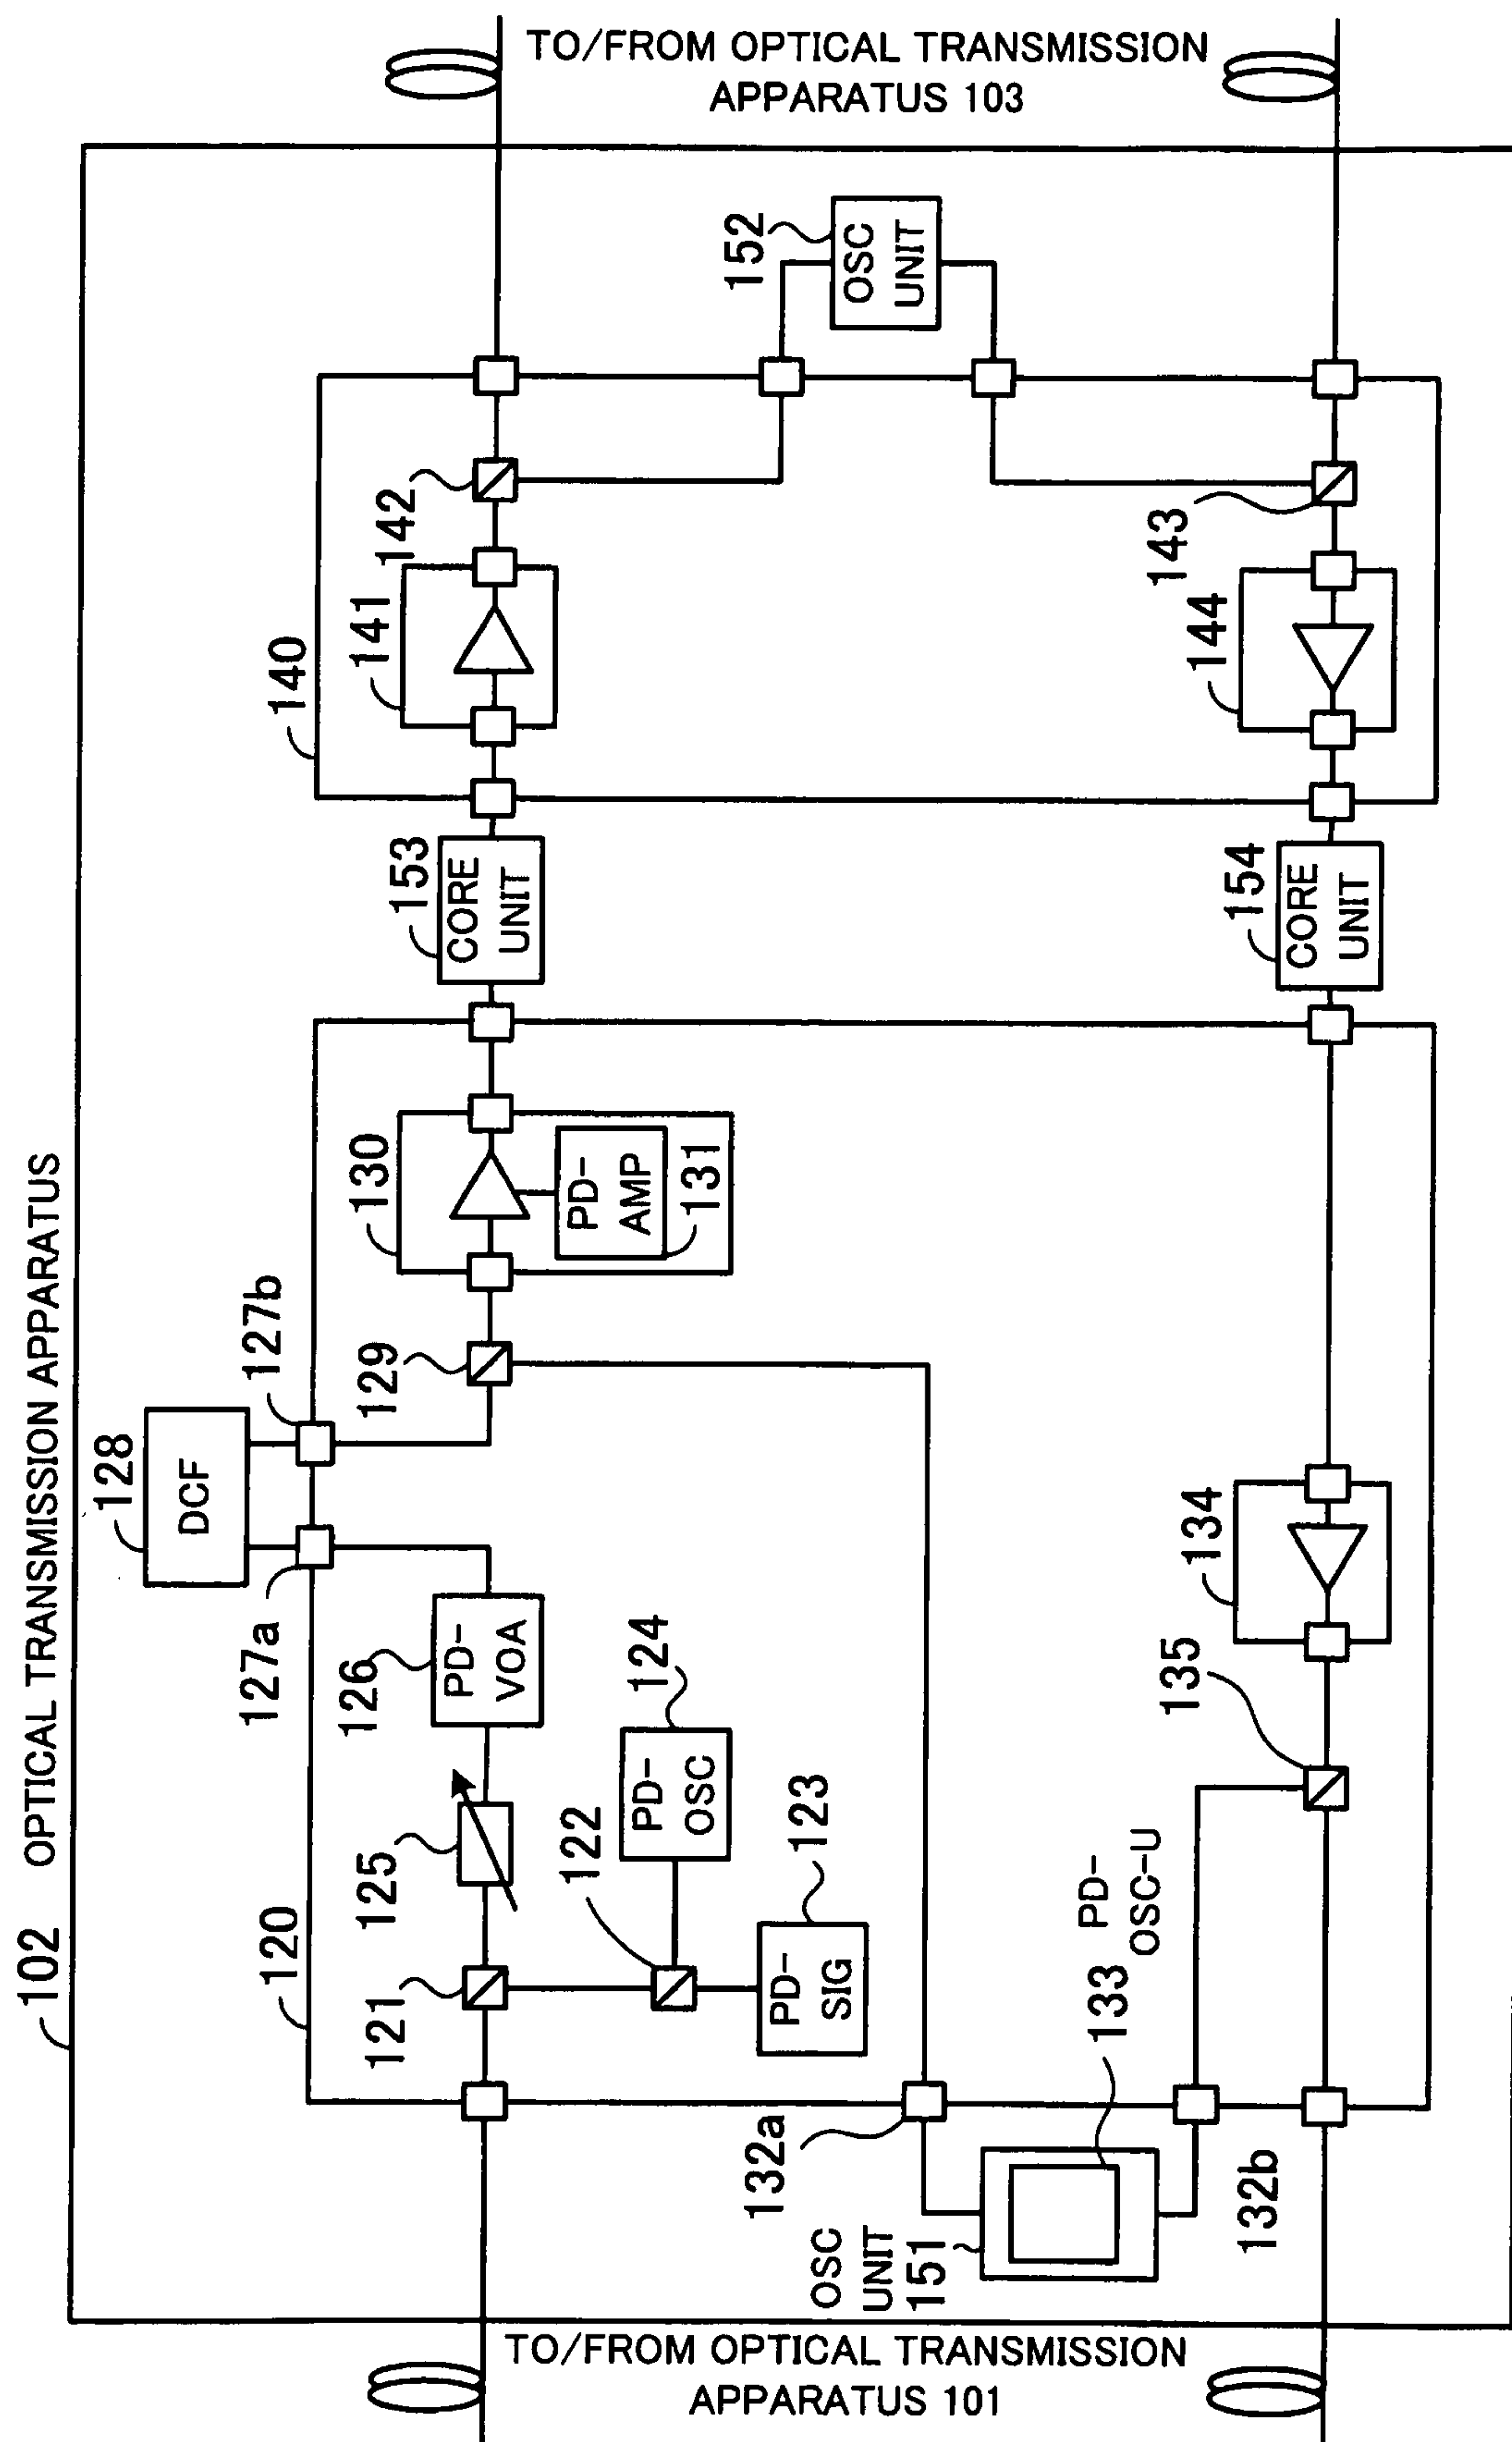 102 OPTICAL TRANSMISSION APPARATUS
128
DCF
127a
127b
120
140
121
125
126
PD-
VOA
129
130
PD-
AMP
131
153
CORE
UNIT
141
142
122
PD-
OSC
124
PD-
SIG
123
152
OSC
UNIT
132a
OSC
UNIT
151
133
PD-
OSC-U
132b
135
134
154
CORE
UNIT
144
143
TO/FROM OPTICAL TRANSMISSION
APPARATUS 101
TO/FROM OPTICAL TRANSMISSION
APPARATUS 103